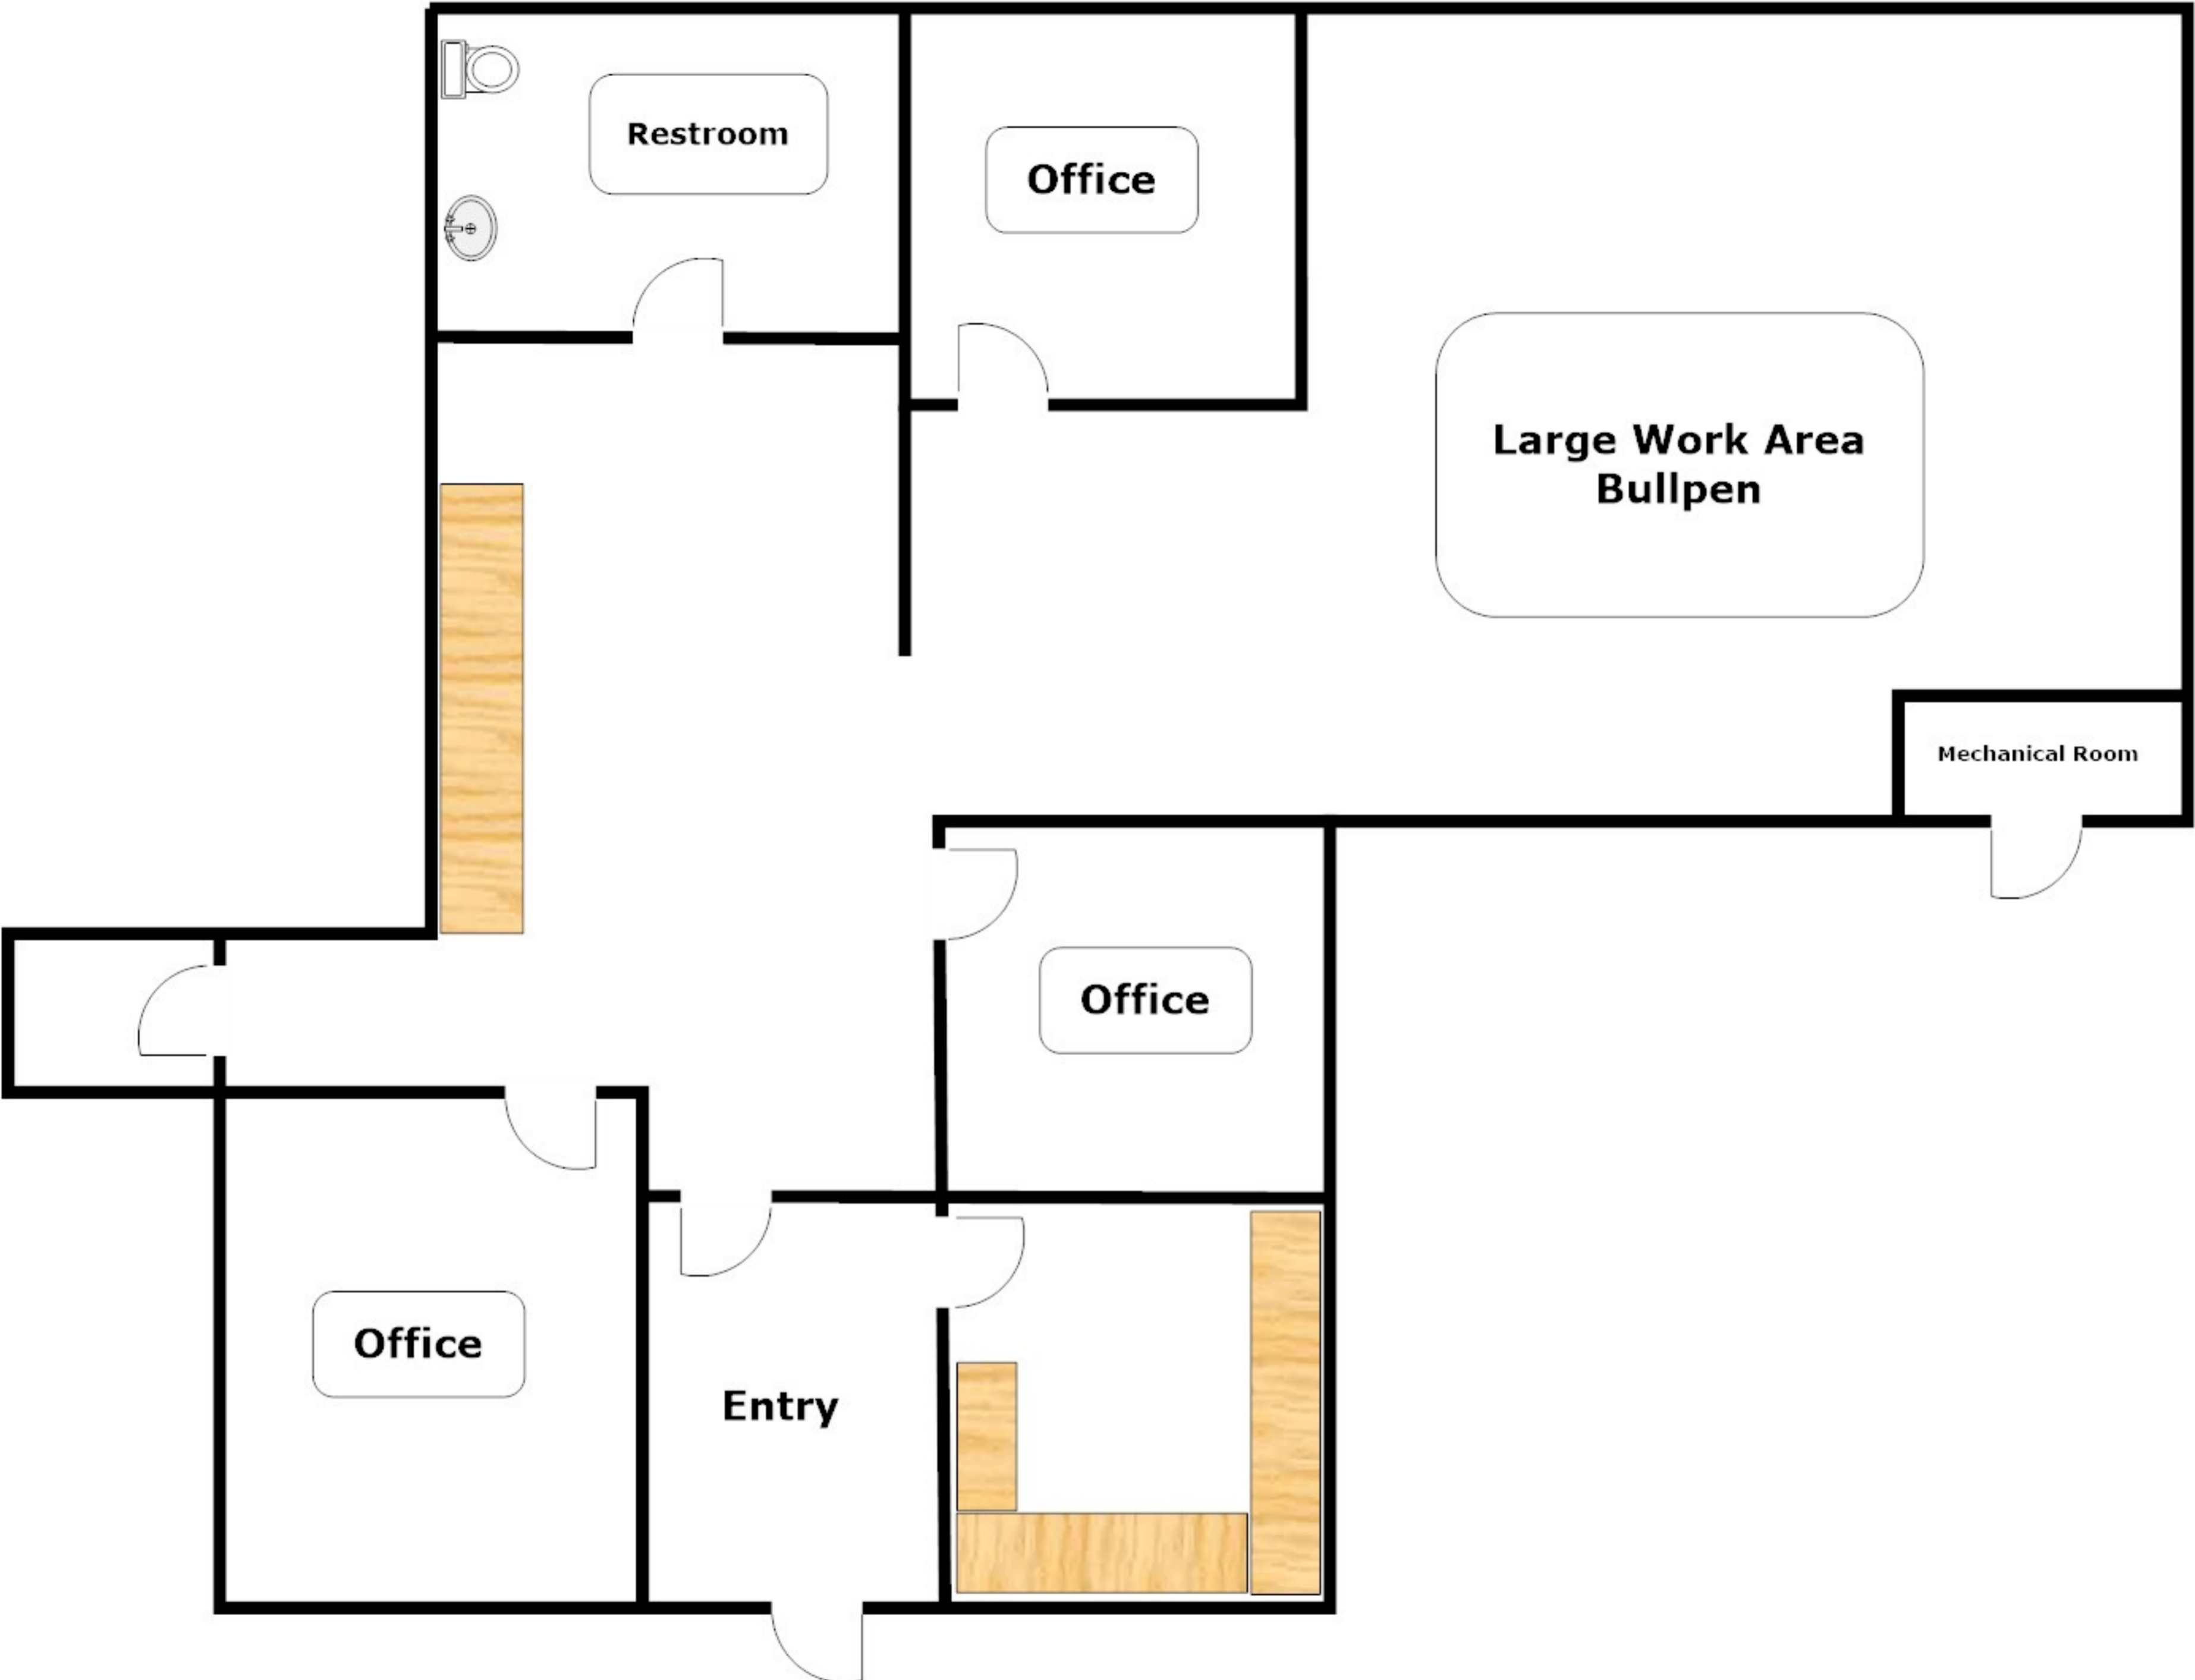 Restroom
Office
Large Work Area
Bullpen
Mechanical Room
Office
Office
Entry